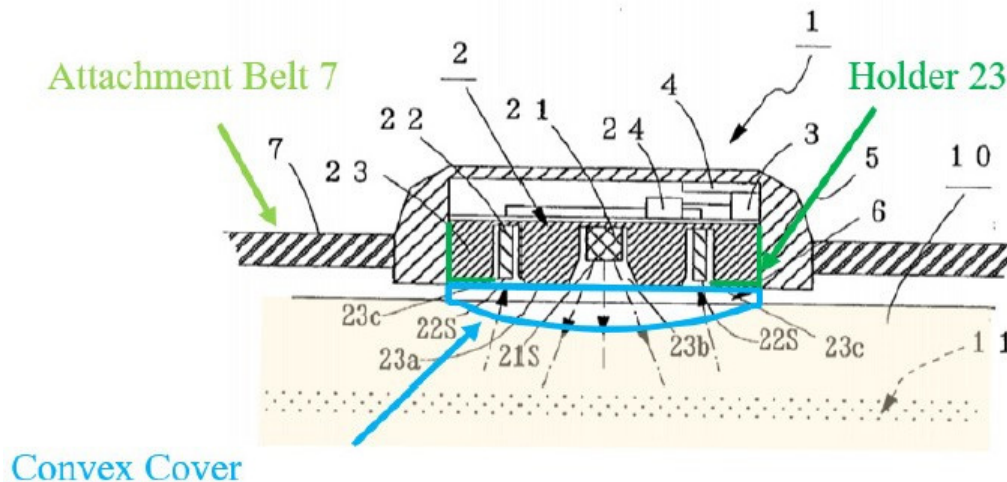 1
Attachment Belt 7
2
Holder 23
4
2 2
2 1
2 4
3
2 3
7
5
1 0
6
23c
22S
23a
21S
23b
22S
23c
1 1
Convex Cover